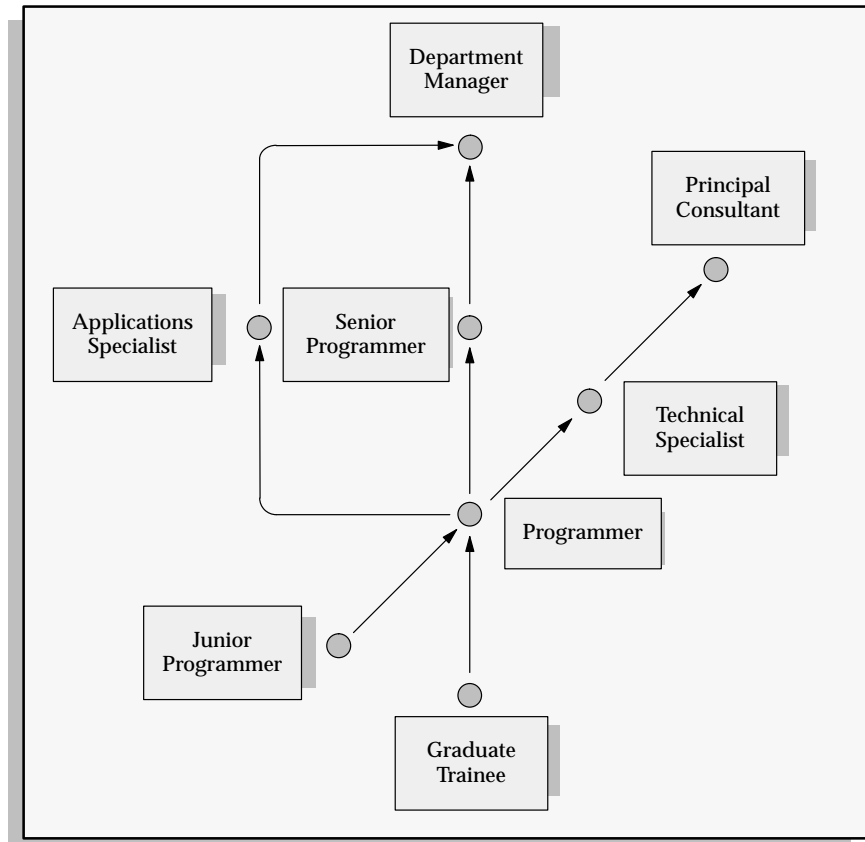 Department
Manager
Principal
Consultant
Applications
Specialist
Senior
Programmer
Technical
Specialist
Programmer
Junior
Programmer
Graduate
Trainee